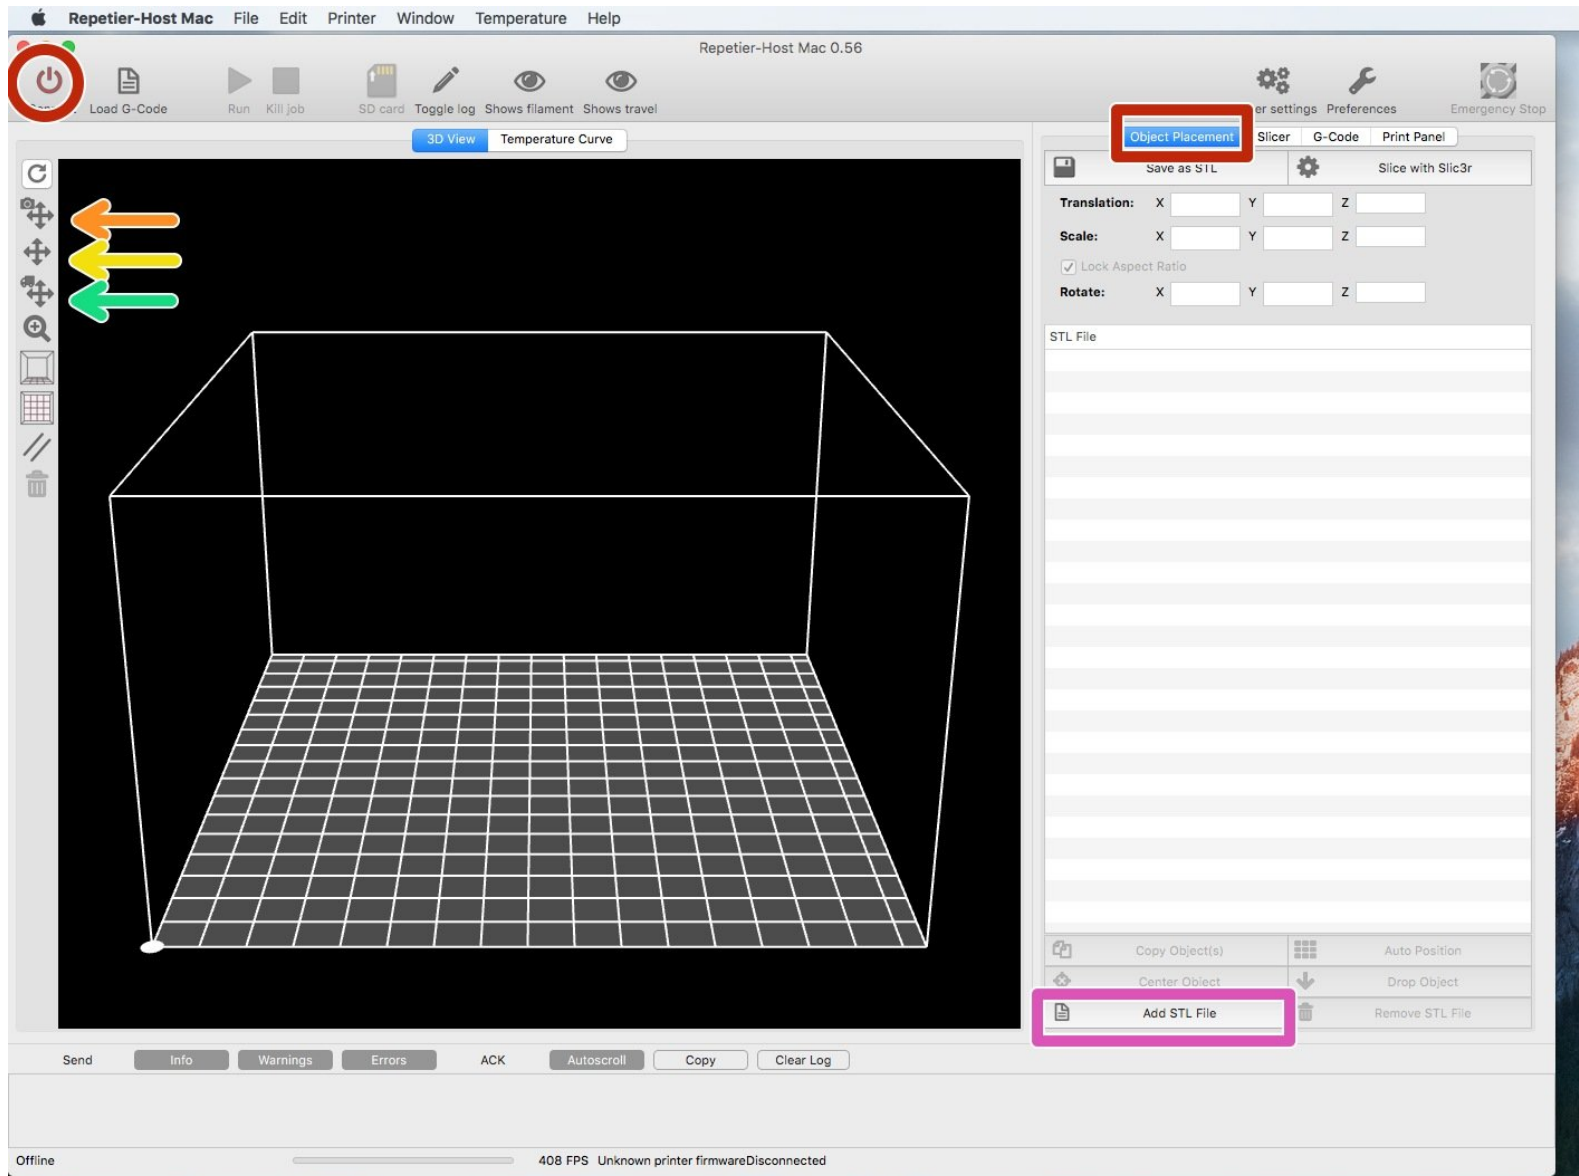 Repetier-Host Mac File Edit Printer Window Temperature Help
Repetier-Host Mac 0.56
Load G-Code Run Kill job SD card Toggle log Shows filament Shows travel er settings Preferences Emergency Stop
3D View Temperature Curve
Object Placement Slicer G-Code Print Panel
Save as STL Slice with Slic3r
Translation: X Y Z
Scale: X Y Z
Lock Aspect Ratio
Rotate: X Y Z
STL File
Copy Object(s) Auto Position
Center Object Drop Object
Add STL File Remove STL File
Send Info Warnings Errors ACK Autoscroll Copy Clear Log
Offline 408 FPS Unknown printer firmwareDisconnected